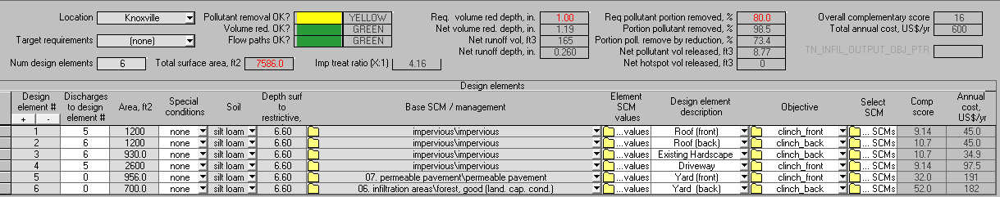 Location Knoxville Pollutant removal OK? YELLOW Req. volume red depth, in. 1.00 Req pollutant portion removed, % 80.0 Overall complementary score 16
Volume red. OK? GREEN Net volume red depth, in. 1.19 Portion pollutant removed, % 98.5 Total annual cost, US$/yr 600
Target requirements (none) Flow paths OK? GREEN Net runoff vol, ft3 165 Portion poll. remove by reduction, % 73.4
Net runoff depth, in. 0.260 Net pollutant vol released, ft3 8.77 TN_INFIL_OUTPUT_OBJ_PTR
Num design elements 6 Total surface area, ft2 7586.0 Imp treat ratio (X:1) 4.16 Net hotspot vol released, ft3 0
Design elements
Design element # + - Discharges to design element # Area, ft2 Special conditions Soil Depth surf to restrictive, Base SCM / management Element SCM values Design element description Objective Select SCM Comp score Annual cost, US$/yr
1 5 1200 none silt loam 6.60 impervious\impervious ...values Roof (front) clinch_front ... SCMs 9.14 45.0
2 6 1200 none silt loam 6.60 impervious\impervious ...values Roof (back) clinch_back ... SCMs 10.7 45.0
3 6 930.0 none silt loam 6.60 impervious\impervious ...values Existing Hardscape clinch_back ... SCMs 10.7 34.9
4 5 2600 none silt loam 6.60 impervious\impervious ...values Driveway clinch_front ... SCMs 9.14 97.5
5 0 956.0 none silt loam 6.60 07. permeable pavement\permeable pavement ...values Yard (front) clinch_front ... SCMs 32.0 191
6 0 700.0 none silt loam 6.60 06. infiltration areas\forest, good (land. cap. cond.) ...values Yard (back) clinch_back ... SCMs 52.0 182